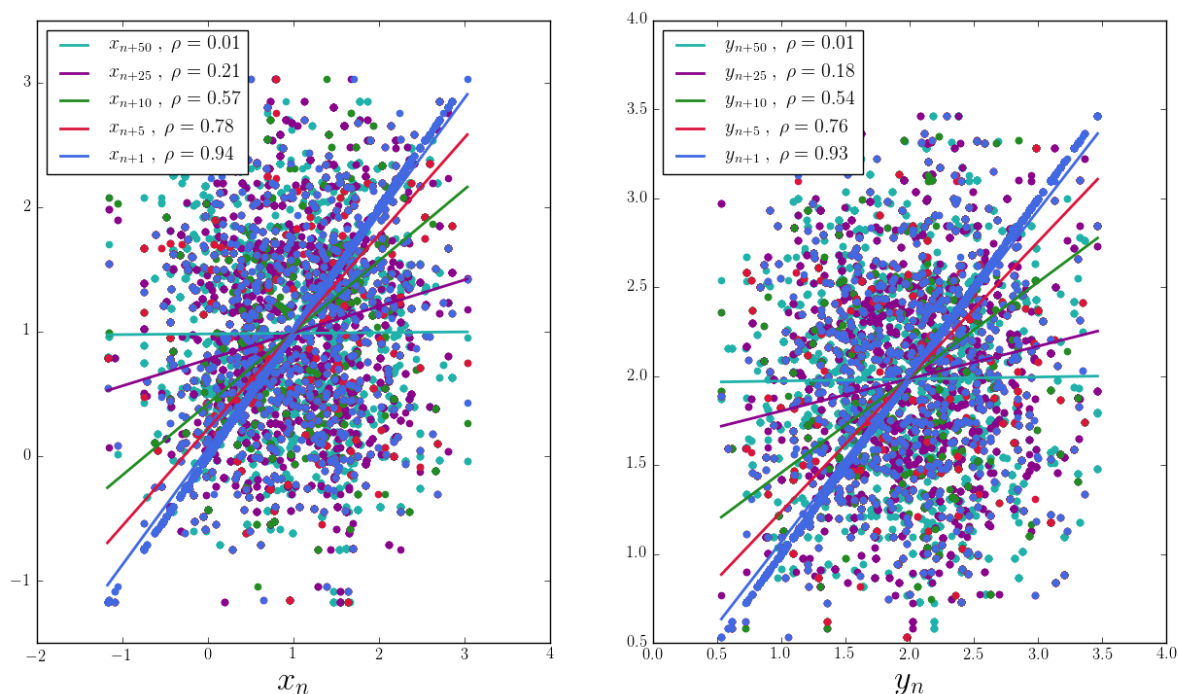 x_{n+50} , ρ = 0.01
x_{n+25} , ρ = 0.21
x_{n+10} , ρ = 0.57
x_{n+5} , ρ = 0.78
x_{n+1} , ρ = 0.94
3
2
1
0
−1
−2 −1 0 1 2 3 4
x_n
4.0
y_{n+50} , ρ = 0.01
y_{n+25} , ρ = 0.18
y_{n+10} , ρ = 0.54
y_{n+5} , ρ = 0.76
y_{n+1} , ρ = 0.93
3.5
3.0
2.5
2.0
1.5
1.0
0.5
0.0 0.5 1.0 1.5 2.0 2.5 3.0 3.5 4.0
y_n